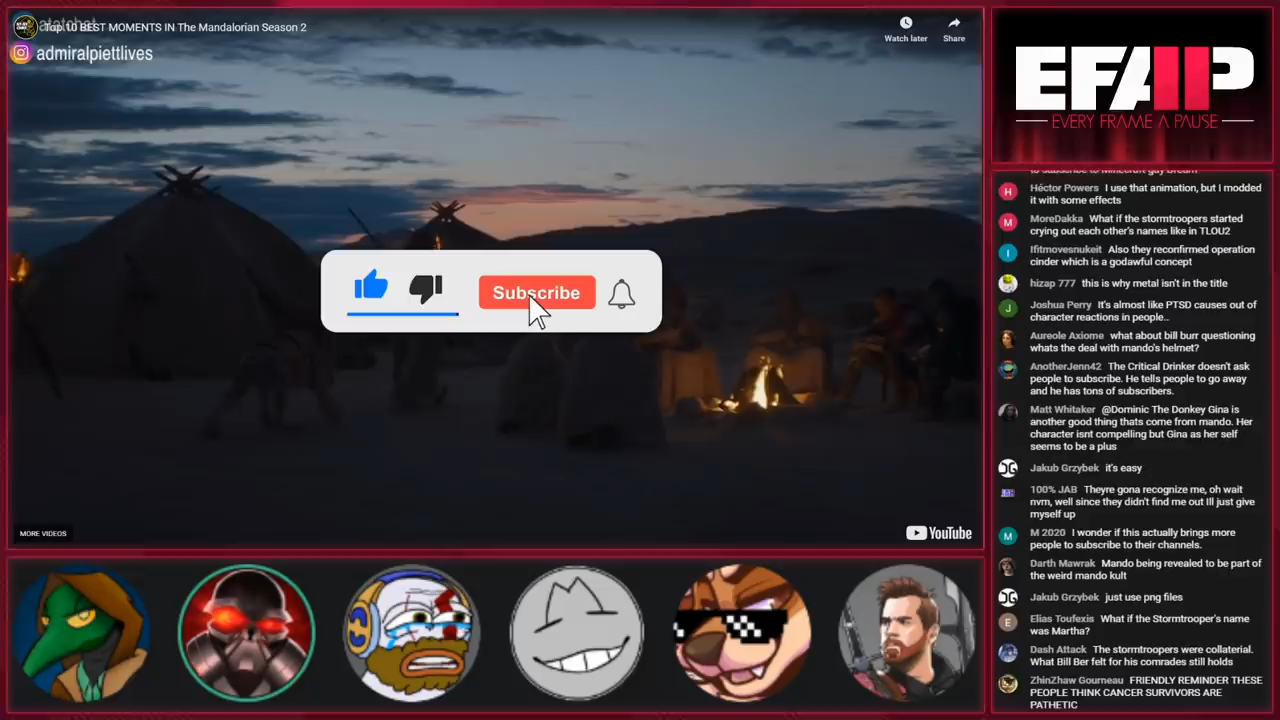 Top 10 BEST MOMENTS IN The Mandalorian Season 2
admiralpiettlives
Watch later
Share
Subscribe
MORE VIDEOS
YouTube
EFAP
EVERY FRAME A PAUSE
to subscribe to Minecraft guy Dream
Héctor Powers I use that animation, but I modded
it with some effects
MoreDakka What if the stormtroopers started
crying out each other's names like in TLOU2
Ifitmovesnukeit Also they reconfirmed operation
cinder which is a godawful concept
hizap 777 this is why metal isn't in the title
Joshua Perry It's almost like PTSD causes out of
character reactions in people..
Aureole Axiome what about bill burr questioning
whats the deal with mando's helmet?
AnotherJenn42 The Critical Drinker doesn't ask
people to subscribe. He tells people to go away
and he has tons of subscribers.
Matt Whitaker @Dominic The Donkey Gina is
another good thing thats come from mando. Her
character isnt compelling but Gina as her self
seems to be a plus
Jakub Grzybek it's easy
100% JAB Theyre gona recognize me, oh wait
nvm, well since they didn't find me out Ill just give
myself up
M 2020 I wonder if this actually brings more
people to subscribe to their channels.
Darth Mawrak Mando being revealed to be part of
the weird mando kult
Jakub Grzybek just use png files
Elias Toufexis What if the Stormtrooper's name
was Martha?
Dash Attack The stormtroopers were collateral.
What Bill Ber felt for his comrades still holds
ZhinZhaw Gourneau FRIENDLY REMINDER THESE
PEOPLE THINK CANCER SURVIVORS ARE
PATHETIC